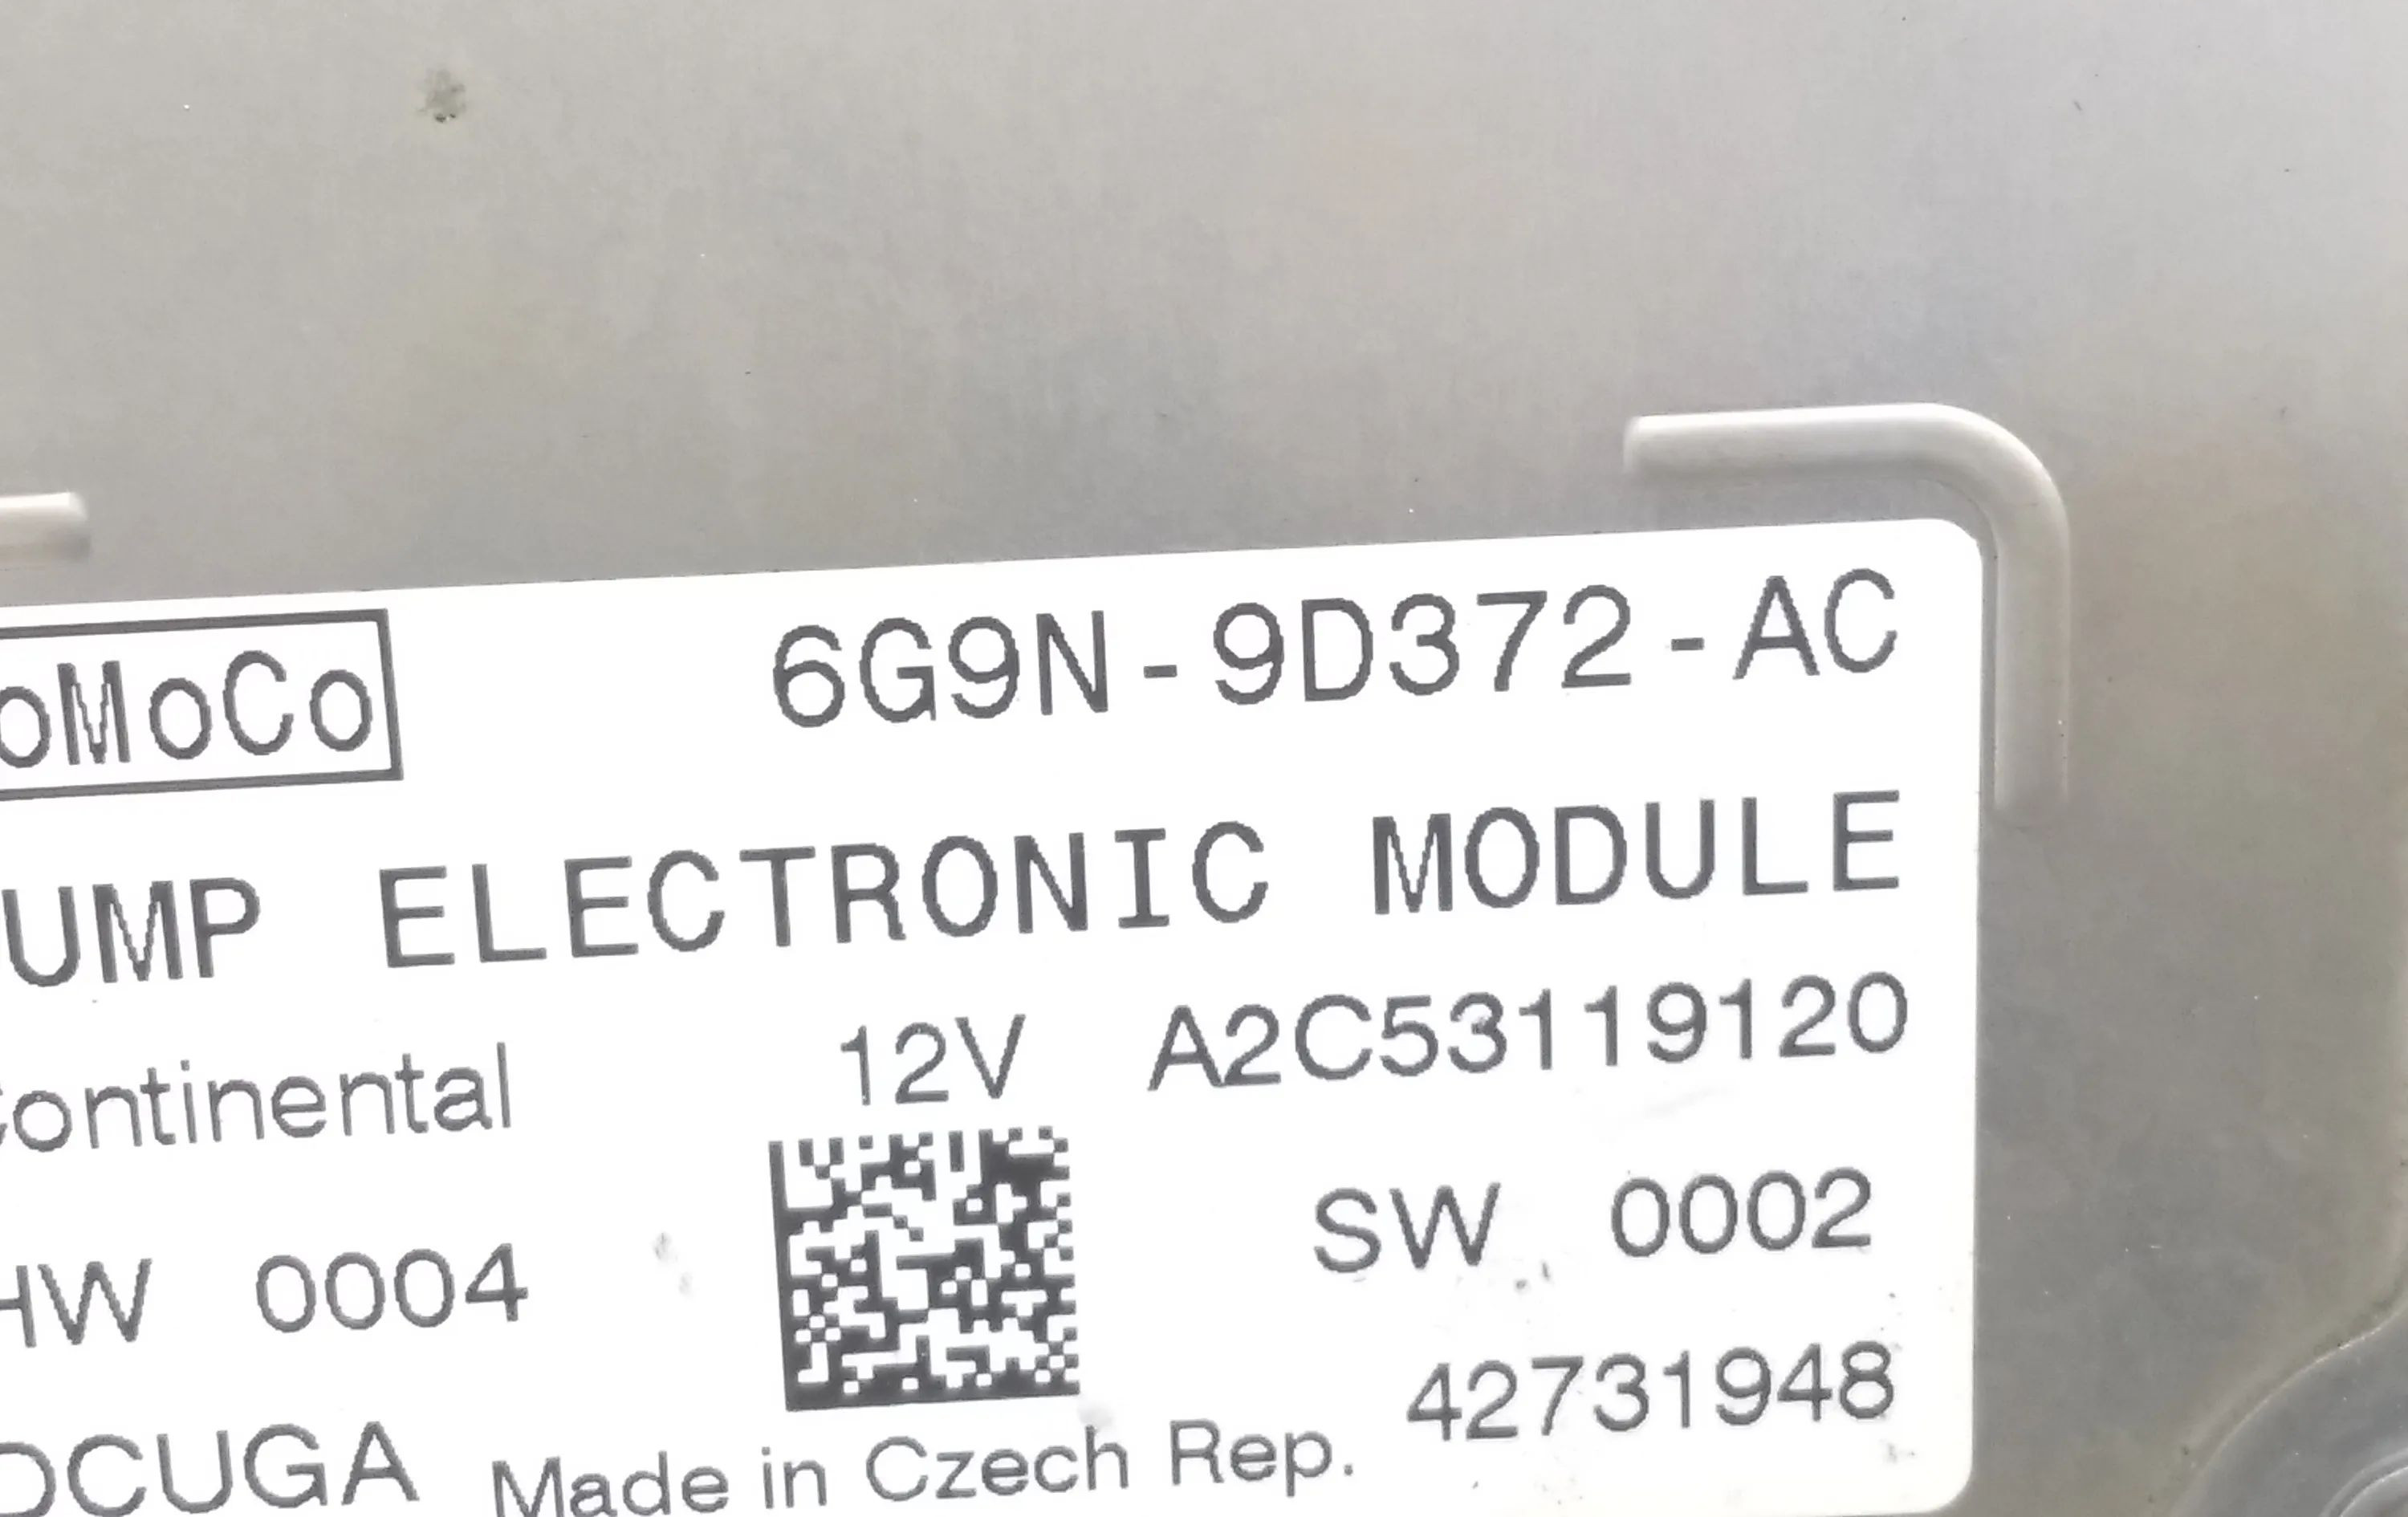 oMoCo 6G9N-9D372-AC
UMP ELECTRONIC MODULE
ontinental 12V A2C53119120
HW 0004 SW 0002
42731948
DCUGA Made in Czech Rep.